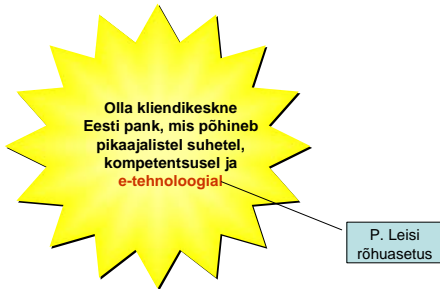 Olla kliendikeskne
Eesti pank, mis põhineb
pikaajalistel suhetel,
kompetentsusel ja
e-tehnoloogial
P. Leisi
rõhuasetus